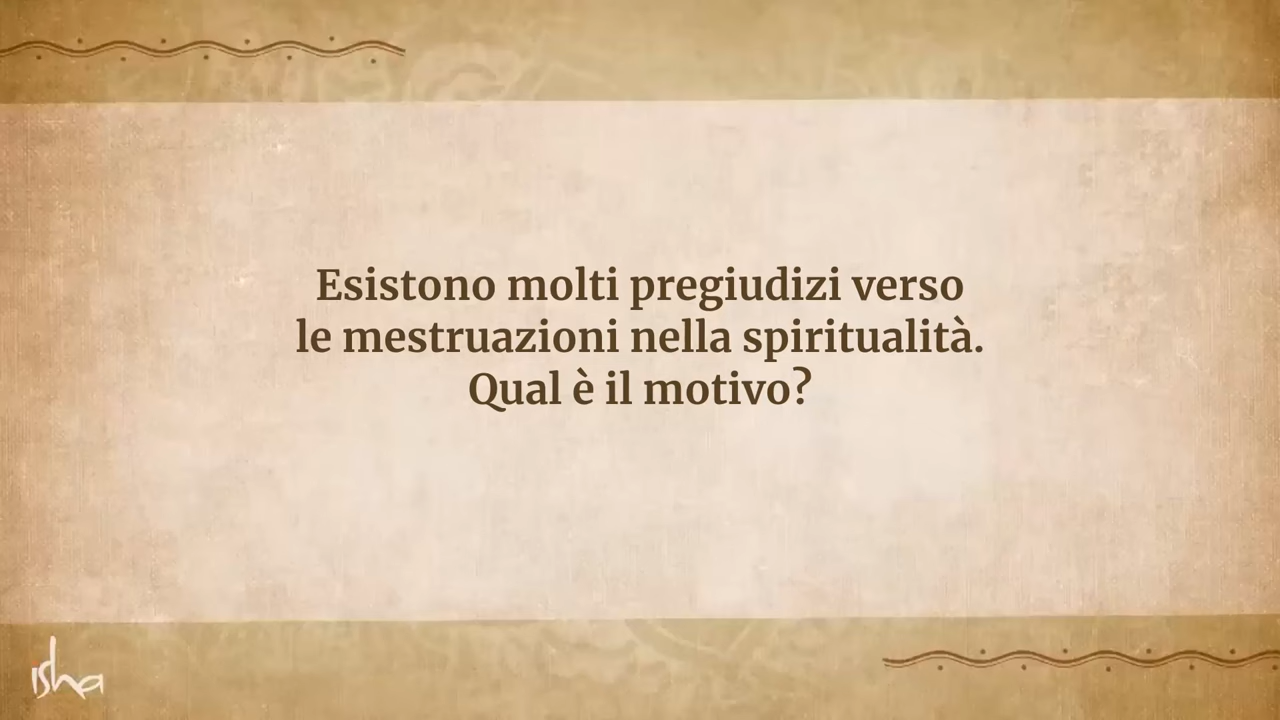 Esistono molti pregiudizi verso
le mestruazioni nella spiritualità.
Qual è il motivo?
isha